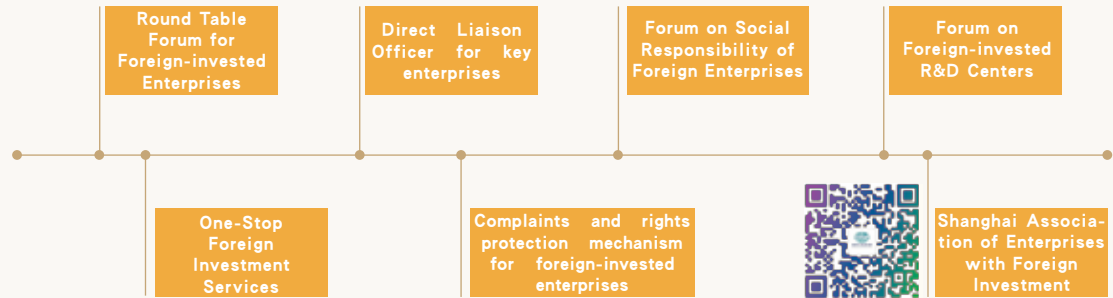 Round Table
Forum for
Foreign-invested
Enterprises
Direct Liaison
Officer for key
enterprises
Forum on Social
Responsibility of
Foreign Enterprises
Forum on
Foreign-invested
R&D Centers
One-Stop
Foreign
Investment
Services
Complaints and rights
protection mechanism
for foreign-invested
enterprises
Shanghai Associa-
tion of Enterprises
with Foreign
Investment